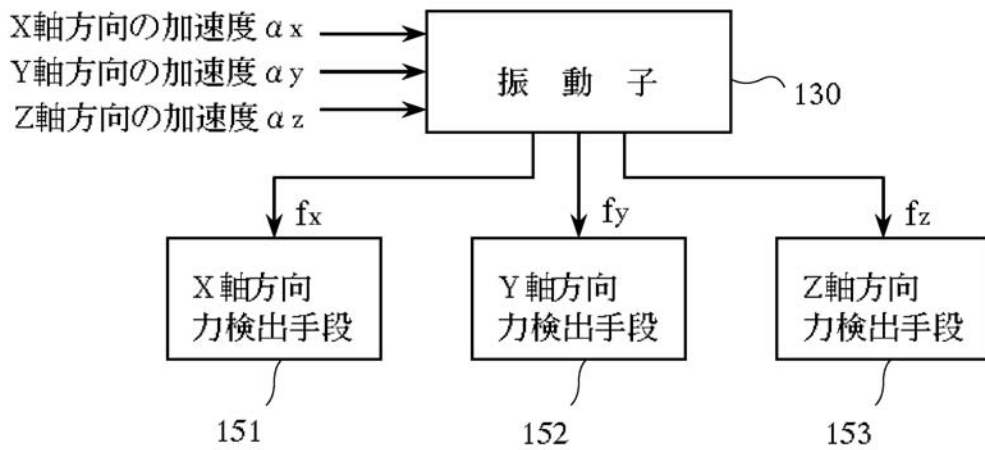 X軸方向の加速度αx
Y軸方向の加速度αy
Z軸方向の加速度αz
振動子
130
fx
fy
fz
X軸方向
力検出手段
Y軸方向
力検出手段
Z軸方向
力検出手段
151
152
153